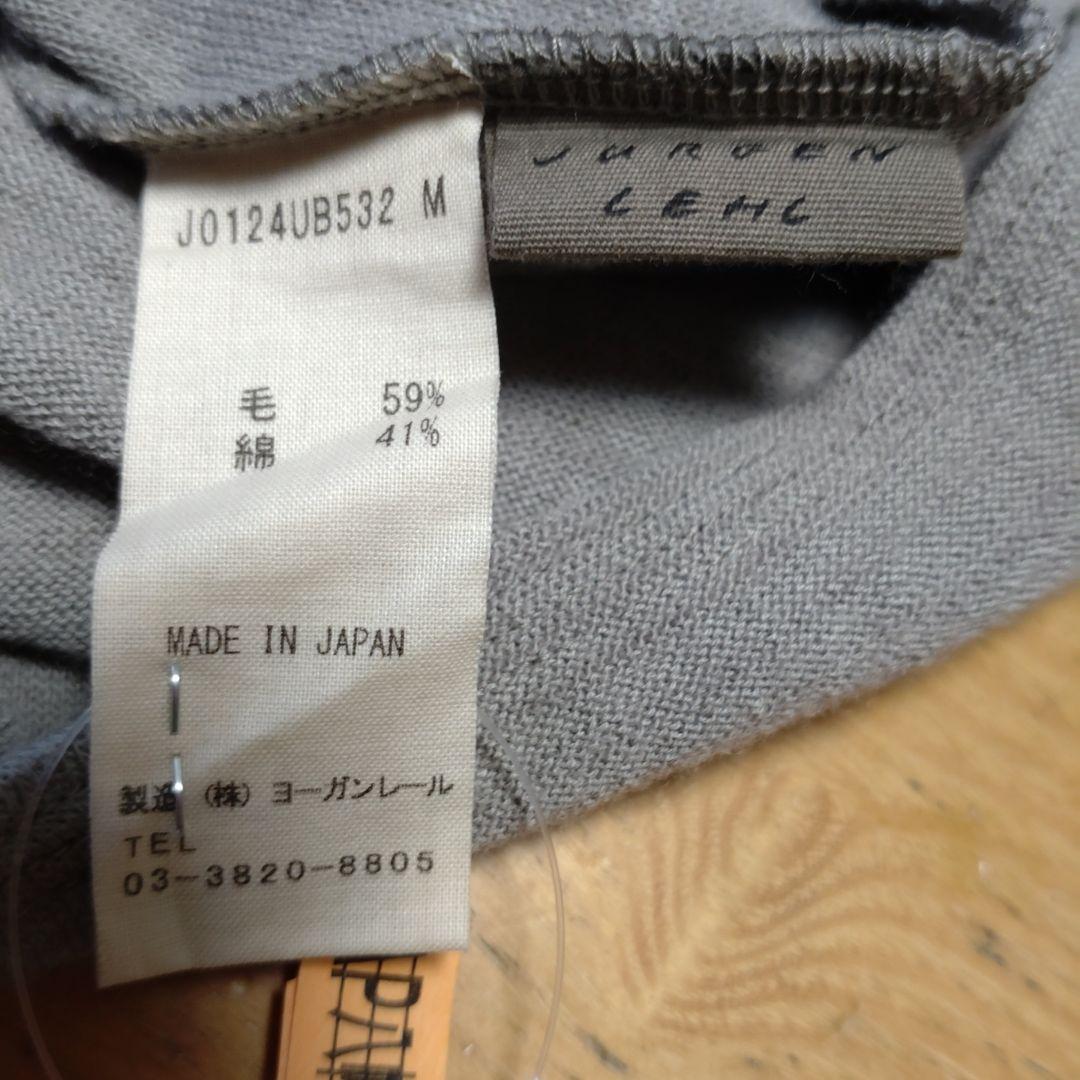 JURGEN
LEHL
J0124UB532 M
毛 59%
綿 41%
MADE IN JAPAN
製造 (株) ヨーガンレール
TEL
03-3820-8805